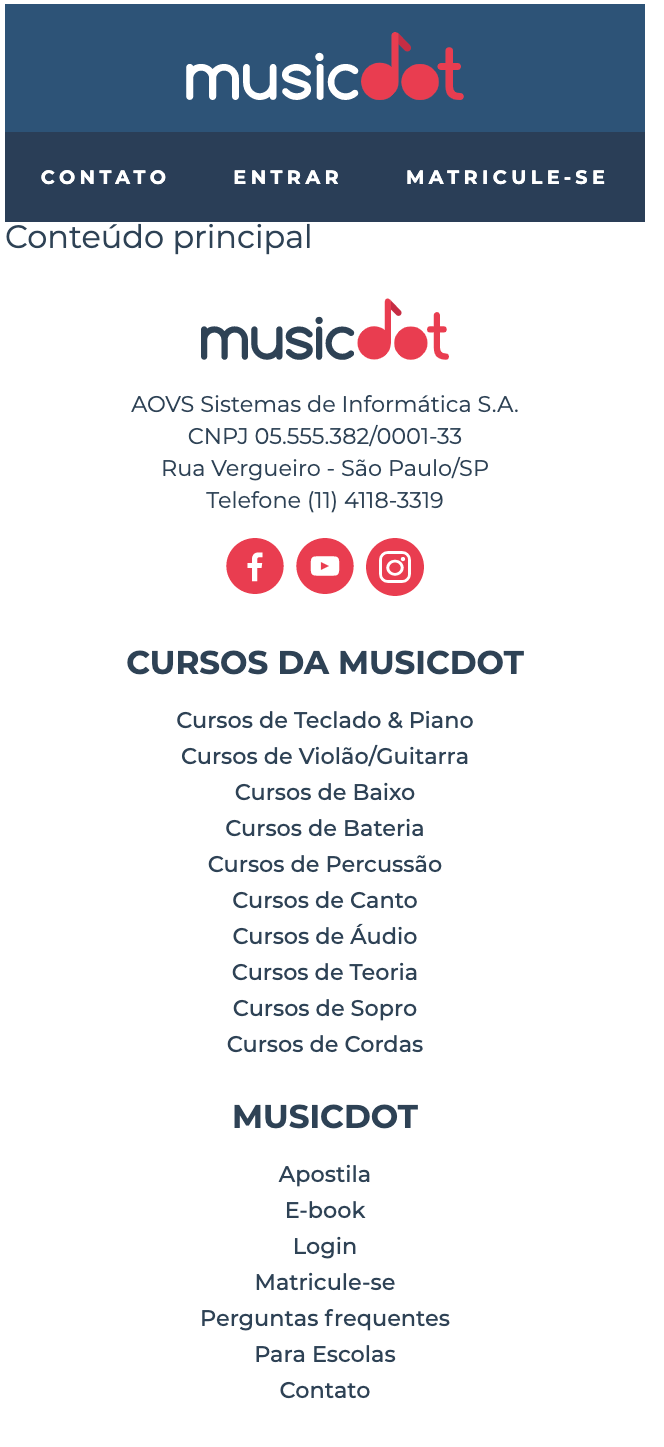 musicdot
CONTATO ENTRAR MATRICULE-SE
Conteúdo principal
musicdot
AOVS Sistemas de Informática S.A.
CNPJ 05.555.382/0001-33
Rua Vergueiro - São Paulo/SP
Telefone (11) 4118-3319
CURSOS DA MUSICDOT
Cursos de Teclado & Piano
Cursos de Violão/Guitarra
Cursos de Baixo
Cursos de Bateria
Cursos de Percussão
Cursos de Canto
Cursos de Áudio
Cursos de Teoria
Cursos de Sopro
Cursos de Cordas
MUSICDOT
Apostila
E-book
Login
Matricule-se
Perguntas frequentes
Para Escolas
Contato